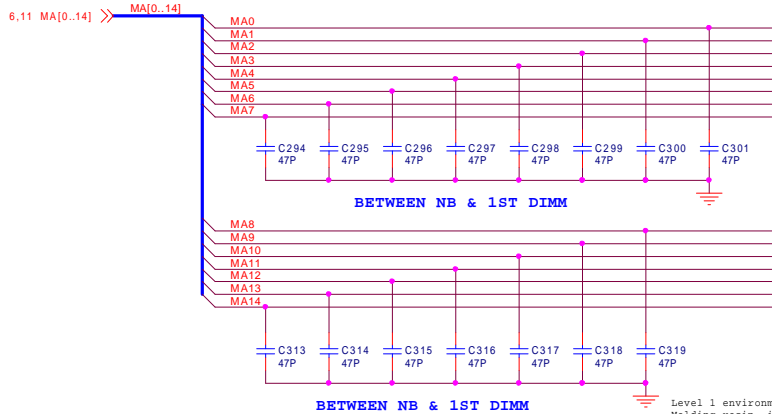 6,11 MA[0..14] MA[0..14]
MA0
MA1
MA2
MA3
MA4
MA5
MA6
MA7
C294 C295 C296 C297 C298 C299 C300 C301
47P 47P 47P 47P 47P 47P 47P 47P
BETWEEN NB & 1ST DIMM
MA8
MA9
MA10
MA11
MA12
MA13
MA14
C313 C314 C315 C316 C317 C318 C319
47P 47P 47P 47P 47P 47P 47P
BETWEEN NB & 1ST DIMM
Level 1